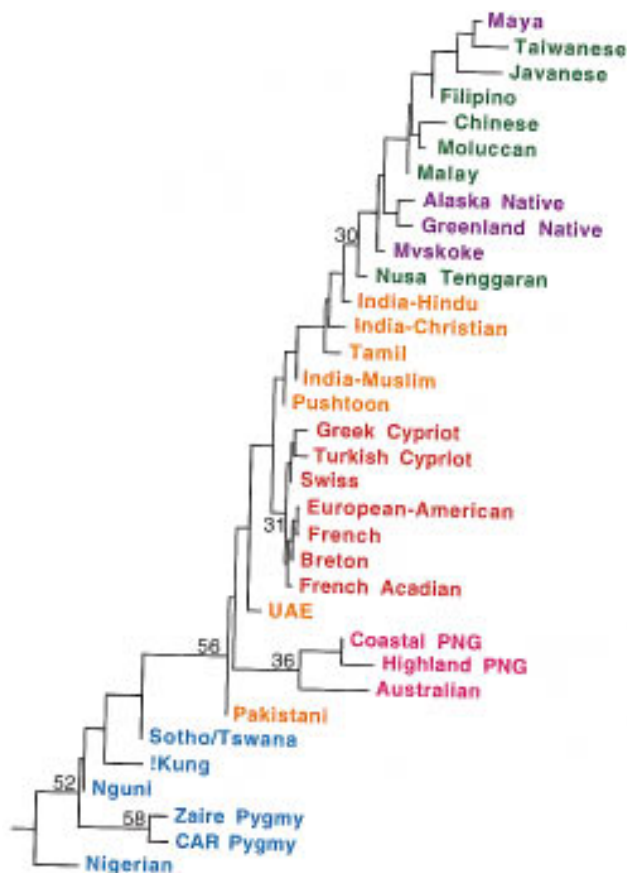 Maya
Taiwanese
Javanese
Filipino
Chinese
Moluccan
Malay
Alaska Native
Greenland Native
30
Mvskoke
Nusa Tenggaran
India-Hindu
India-Christian
Tamil
India-Muslim
Pushtoon
Greek Cypriot
Turkish Cypriot
Swiss
European-American
31
French
Breton
French Acadian
UAE
Coastal PNG
56
36
Highland PNG
Australian
Pakistani
Sotho/Tswana
!Kung
52
Nguni
58
Zaire Pygmy
CAR Pygmy
Nigerian